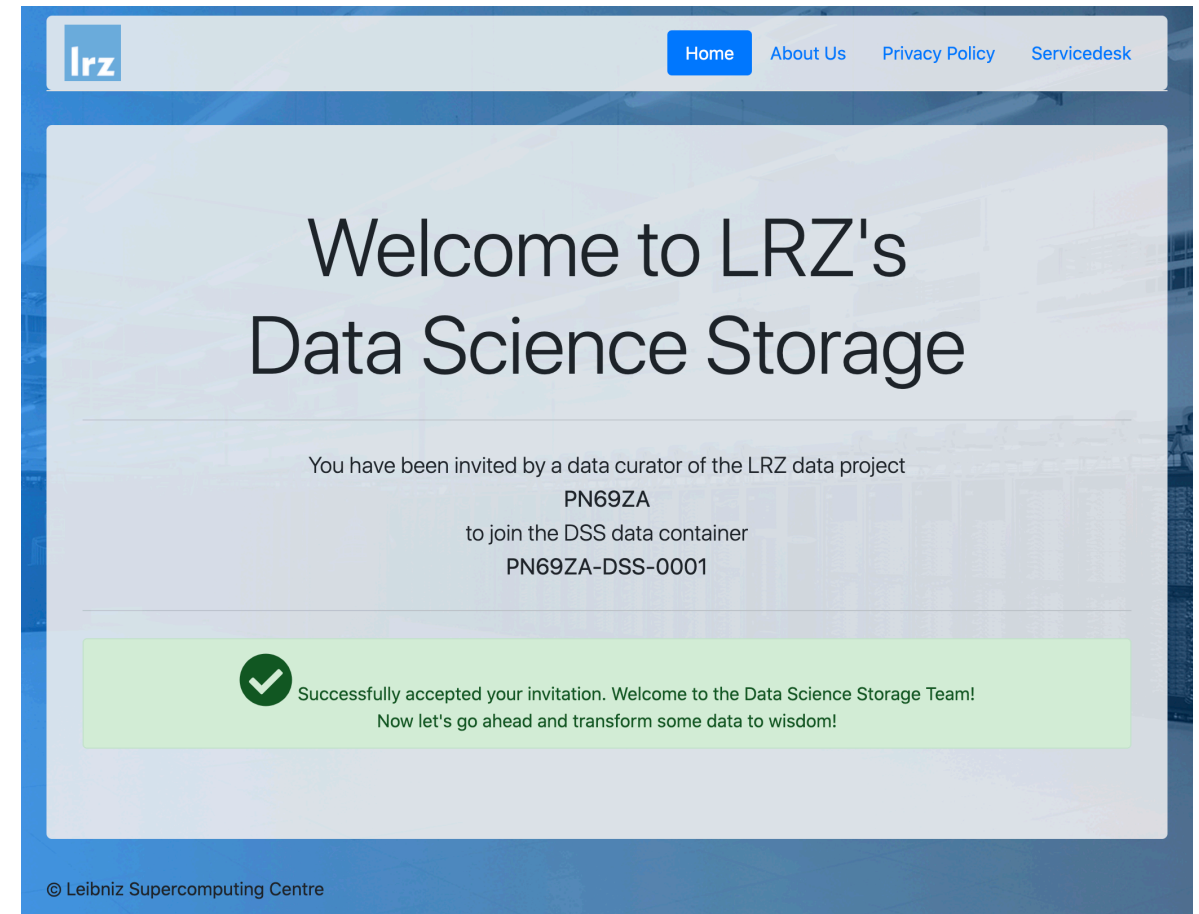 lrz
Home About Us Privacy Policy Servicedesk
Welcome to LRZ's
Data Science Storage
You have been invited by a data curator of the LRZ data project
PN69ZA
to join the DSS data container
PN69ZA-DSS-0001
Successfully accepted your invitation. Welcome to the Data Science Storage Team!
Now let's go ahead and transform some data to wisdom!
© Leibniz Supercomputing Centre